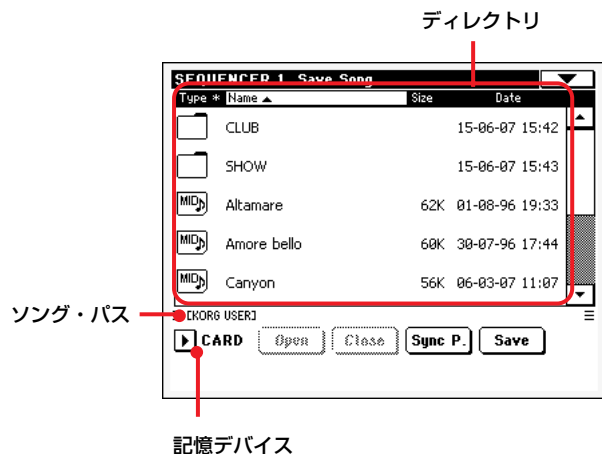 ディレクトリ
SEQUENCER 1 Save Song
Type * Name ▲ Size Date
CLUB 15-06-07 15:42
SHOW 15-06-07 15:43
MID Altamare 62K 01-08-96 19:33
MID Amore bello 60K 30-07-96 17:44
MID Canyon 56K 06-03-07 11:07
ソング・パス
[KORG USER]
CARD Open Close Sync P. Save
記憶デバイス